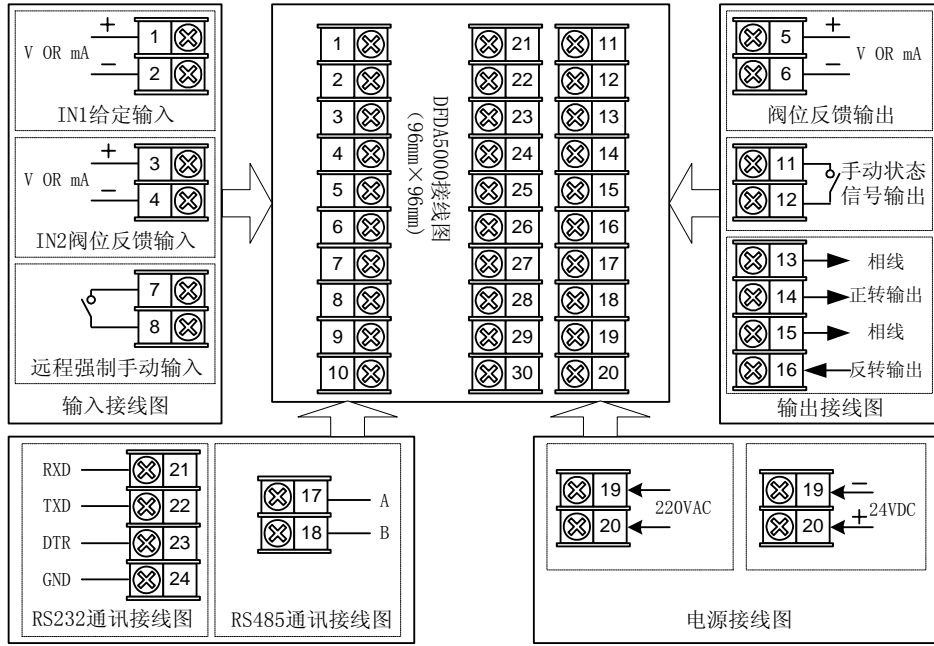 V OR mA
+
−
1
2
IN1给定输入
V OR mA
+
−
3
4
IN2阀位反馈输入
7
8
远程强制手动输入
输入接线图
1
2
3
4
5
6
7
8
9
10
DFDA5000接线图
(96mm×96mm)
21
22
23
24
25
26
27
28
29
30
11
12
13
14
15
16
17
18
19
20
5
6
+
−
V OR mA
阀位反馈输出
11
12
手动状态
信号输出
13 相线
14 正转输出
15 相线
16 反转输出
输出接线图
RXD 21
TXD 22
DTR 23
GND 24
RS232通讯接线图
17 A
18 B
RS485通讯接线图
19
20
220VAC
19 −
20 +
24VDC
电源接线图